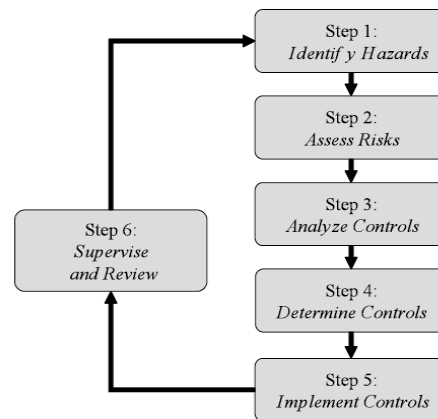 Step 1:
Identif y Hazards
Step 2:
Assess Risks
Step 3:
Analyze Controls
Step 4:
Determine Controls
Step 5:
Implement Controls
Step 6:
Supervise
and Review